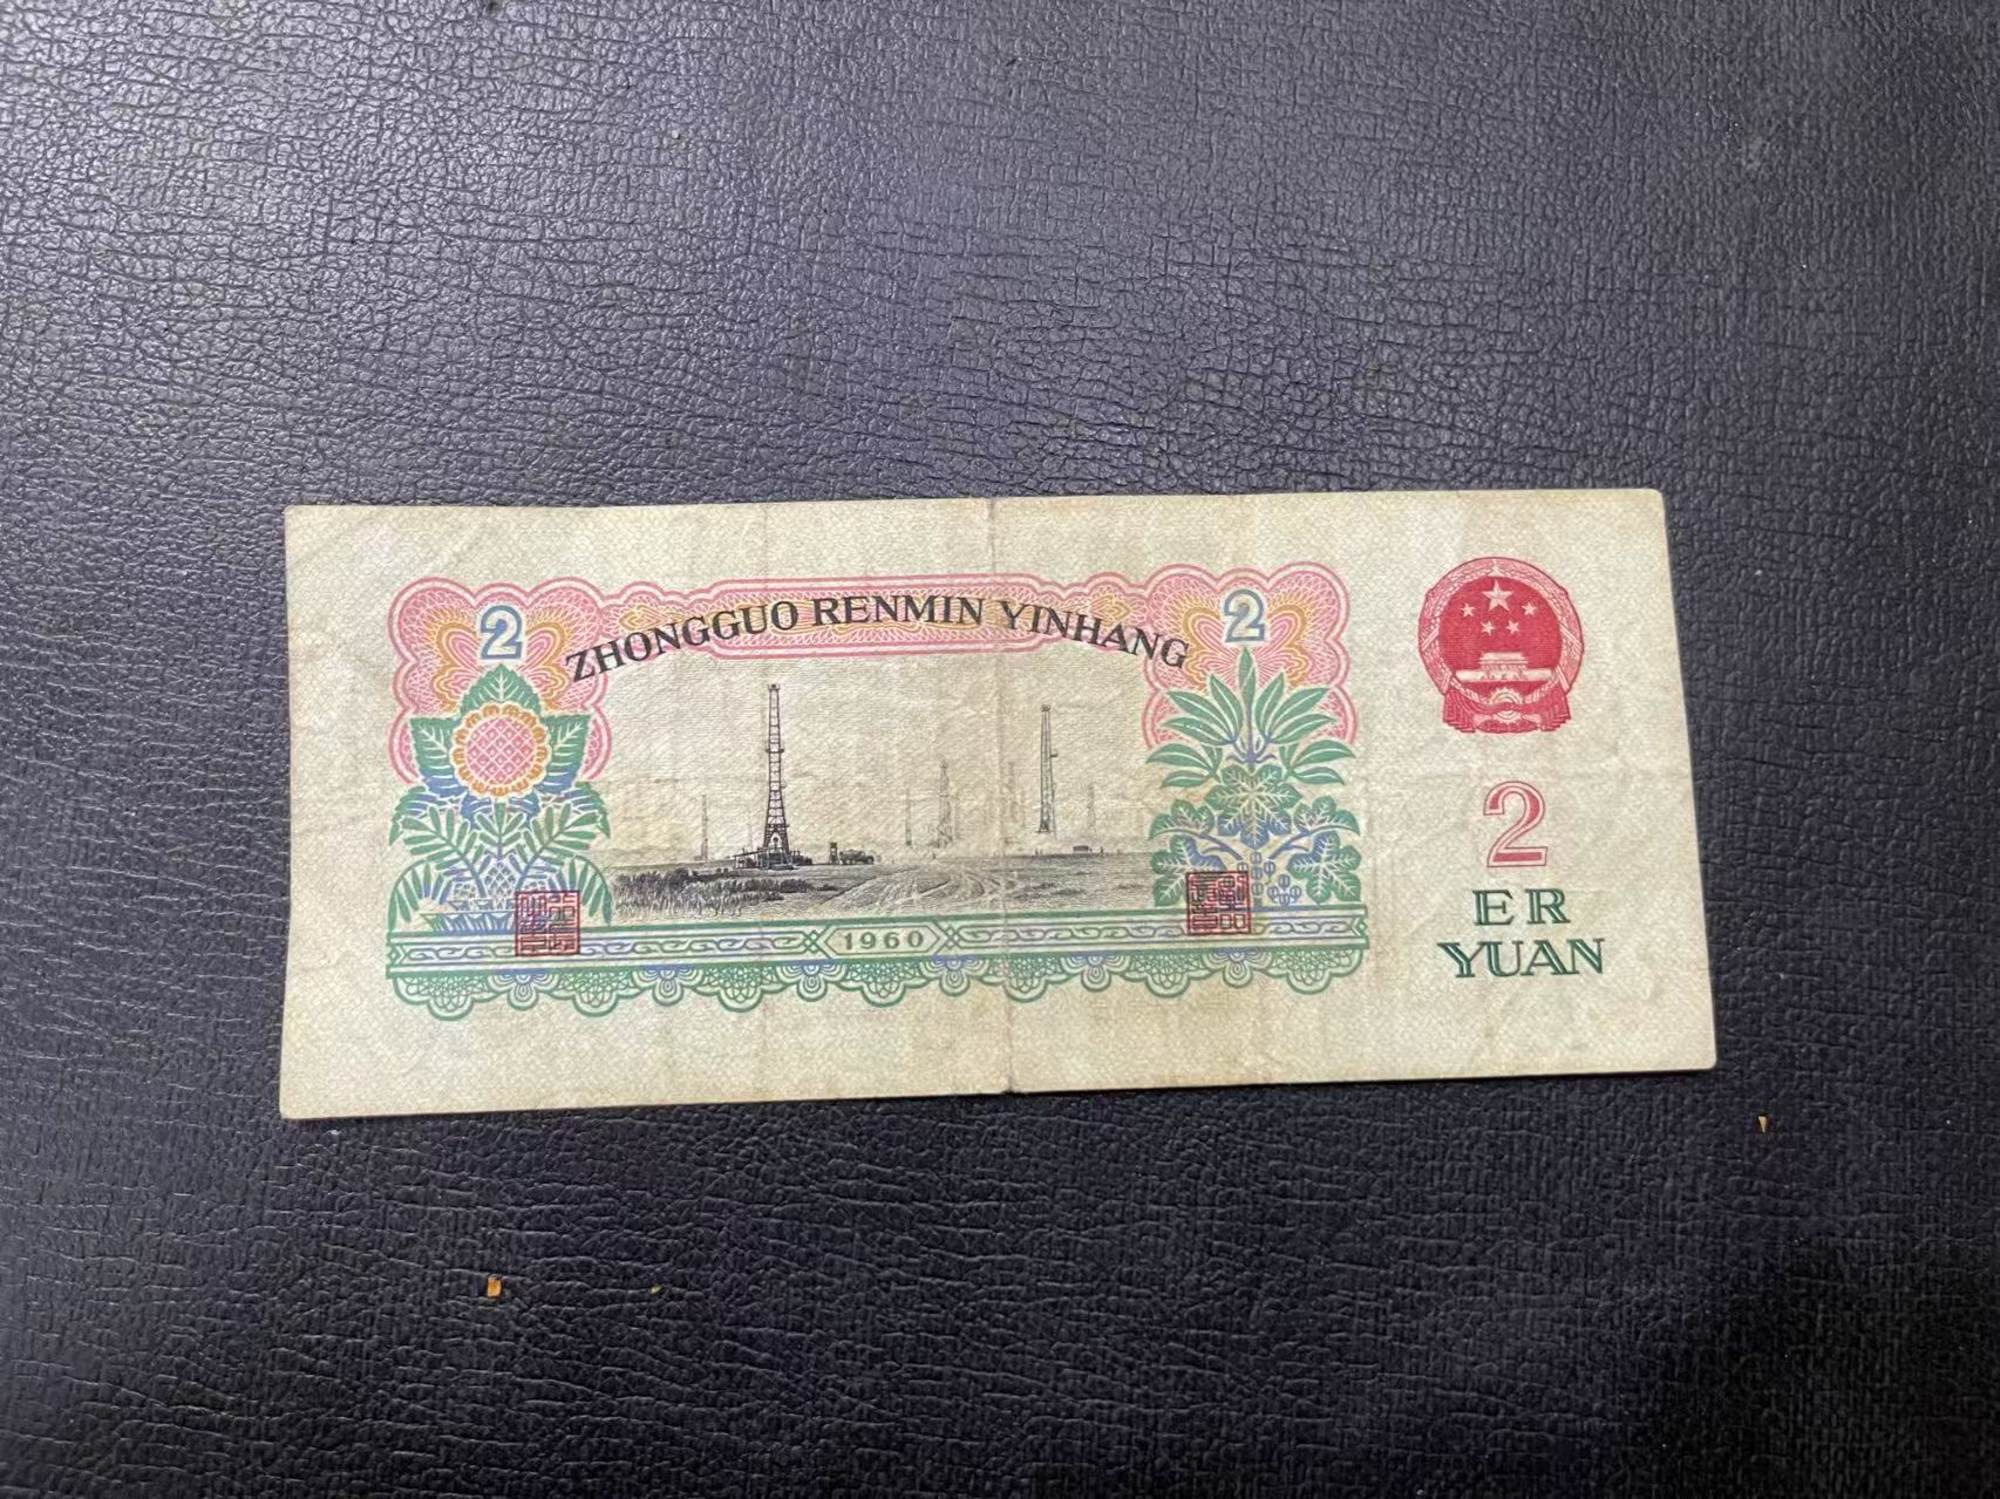 ZHONGGUO RENMIN YINHANG
2
2
1960
2
ER
YUAN